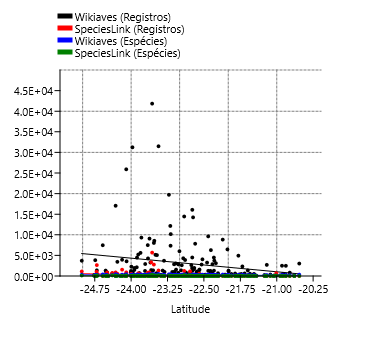 Wikiaves (Registros)
SpeciesLink (Registros)
Wikiaves (Espécies)
SpeciesLink (Espécies)
4.5E+04
4.0E+04
3.5E+04
3.0E+04
2.5E+04
2.0E+04
1.5E+04
1.0E+04
5.0E+03
0.0E+00
-24.75 -24.00 -23.25 -22.50 -21.75 -21.00 -20.25
Latitude